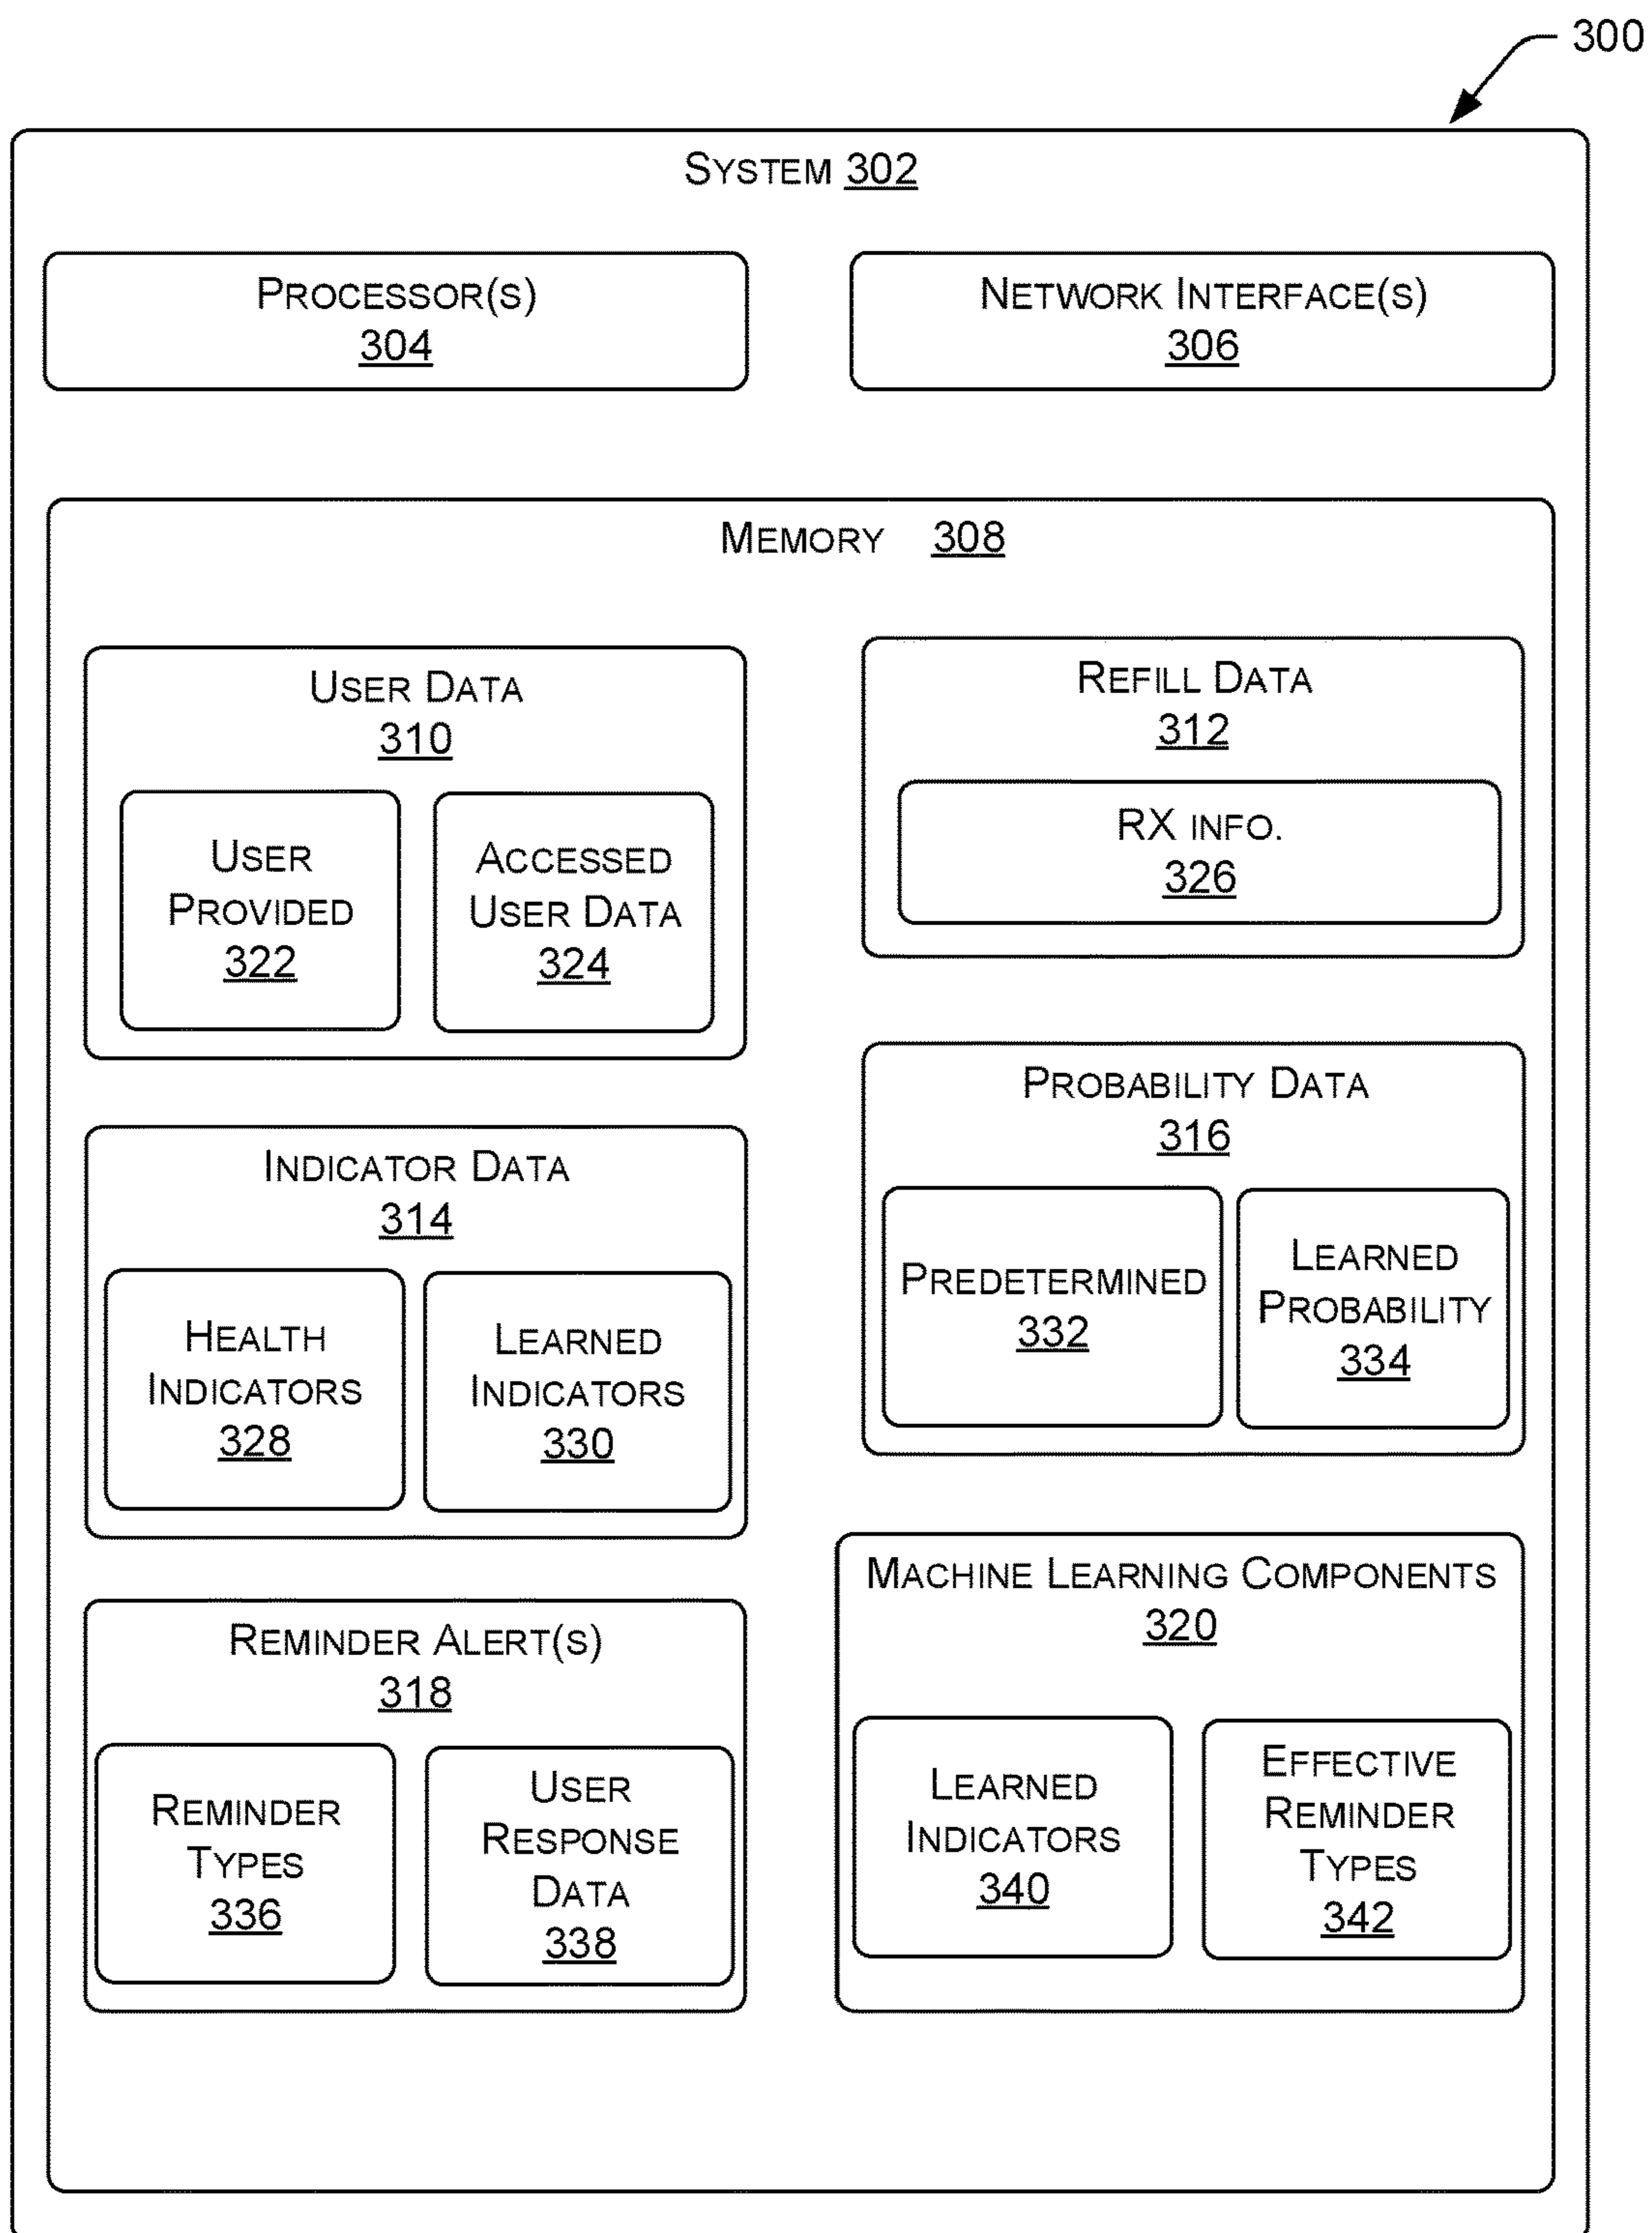 300
SYSTEM 302
PROCESSOR(S)
304
NETWORK INTERFACE(S)
306
MEMORY 308
USER DATA
310
USER
PROVIDED
322
ACCESSED
USER DATA
324
REFILL DATA
312
RX INFO.
326
INDICATOR DATA
314
HEALTH
INDICATORS
328
LEARNED
INDICATORS
330
PROBABILITY DATA
316
PREDETERMINED
332
LEARNED
PROBABILITY
334
REMINDER ALERT(S)
318
REMINDER
TYPES
336
USER
RESPONSE
DATA
338
MACHINE LEARNING COMPONENTS
320
LEARNED
INDICATORS
340
EFFECTIVE
REMINDER
TYPES
342